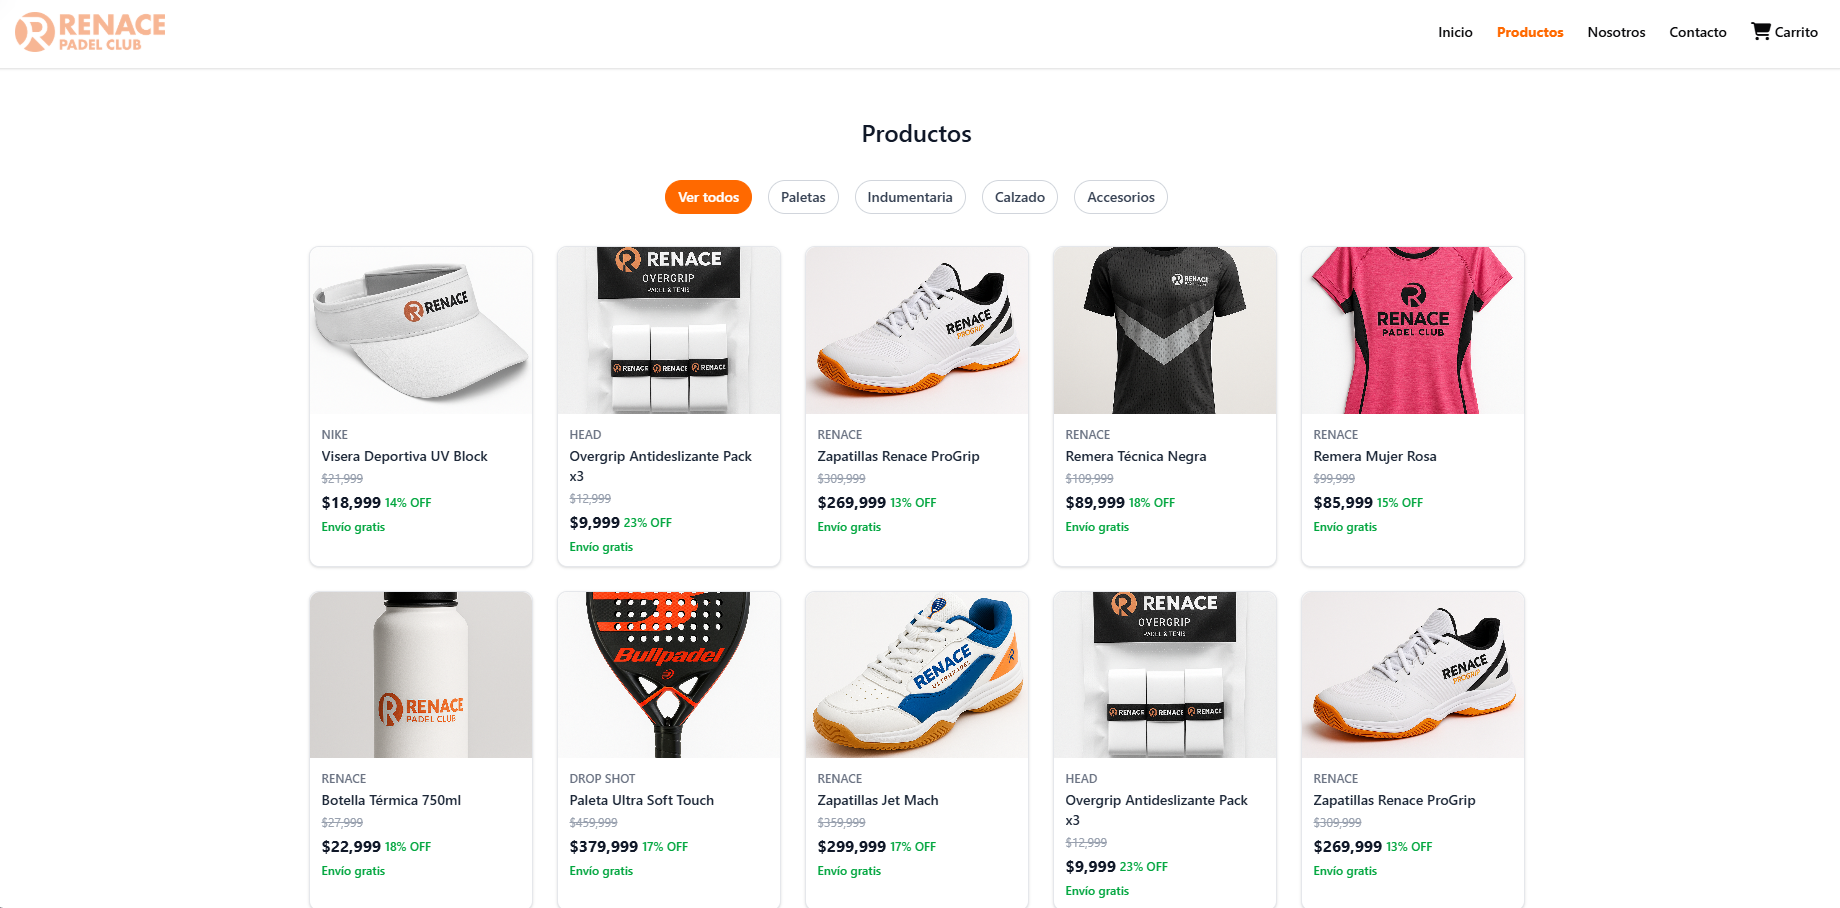 RENACE
PADEL CLUB
Inicio
Productos
Nosotros
Contacto
Carrito
Productos
Ver todos
Paletas
Indumentaria
Calzado
Accesorios
RENACE
NIKE
Visera Deportiva UV Block
$21,999
$18,999 14% OFF
Envío gratis
RENACE
OVERGRIP
PADEL & TENIS
RENACE RENACE RENACE
HEAD
Overgrip Antideslizante Pack
x3
$12,999
$9,999 23% OFF
Envío gratis
RENACE
PROGRIP
RENACE
Zapatillas Renace ProGrip
$309,999
$269,999 13% OFF
Envío gratis
RENACE
RENACE
Remera Técnica Negra
$109,999
$89,999 18% OFF
Envío gratis
RENACE
PADEL CLUB
RENACE
Remera Mujer Rosa
$99,999
$85,999 15% OFF
Envío gratis
RENACE
PADEL CLUB
RENACE
Botella Térmica 750ml
$27,999
$22,999 18% OFF
Envío gratis
Bullpadel
DROP SHOT
Paleta Ultra Soft Touch
$459,999
$379,999 17% OFF
Envío gratis
RENACE
RENACE
Zapatillas Jet Mach
$359,999
$299,999 17% OFF
Envío gratis
RENACE
OVERGRIP
PADEL & TENIS
RENACE RENACE RENACE
HEAD
Overgrip Antideslizante Pack
x3
$12,999
$9,999 23% OFF
Envío gratis
RENACE
PROGRIP
RENACE
Zapatillas Renace ProGrip
$309,999
$269,999 13% OFF
Envío gratis